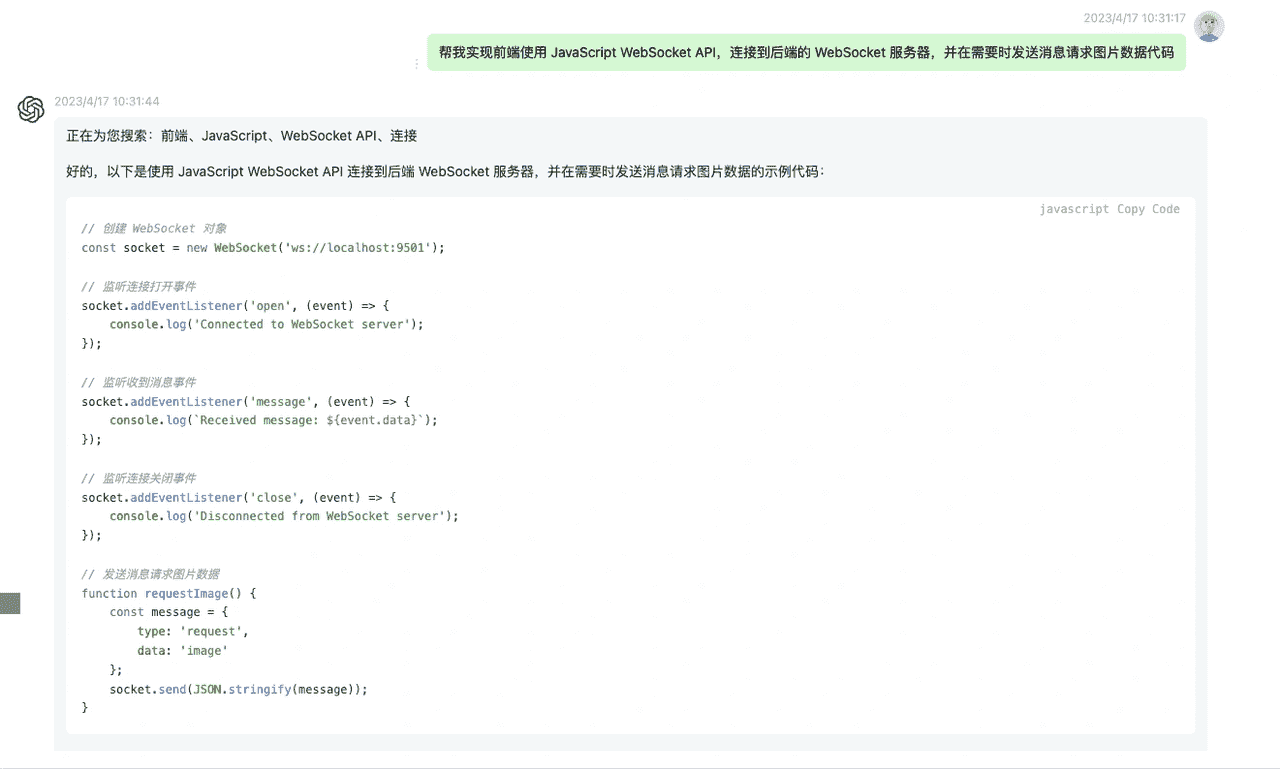 2023/4/17 10:31:17
帮我实现前端使用 JavaScript WebSocket API，连接到后端的 WebSocket 服务器，并在需要时发送消息请求图片数据代码
2023/4/17 10:31:44
正在为您搜索：前端、JavaScript、WebSocket API、连接
好的，以下是使用 JavaScript WebSocket API 连接到后端 WebSocket 服务器，并在需要时发送消息请求图片数据的示例代码：
javascript Copy Code
// 创建 WebSocket 对象
const socket = new WebSocket('ws://localhost:9501');
// 监听连接打开事件
socket.addEventListener('open', (event) => {
    console.log('Connected to WebSocket server');
});
// 监听收到消息事件
socket.addEventListener('message', (event) => {
    console.log(`Received message: ${event.data}`);
});
// 监听连接关闭事件
socket.addEventListener('close', (event) => {
    console.log('Disconnected from WebSocket server');
});
// 发送消息请求图片数据
function requestImage() {
    const message = {
        type: 'request',
        data: 'image'
    };
    socket.send(JSON.stringify(message));
}